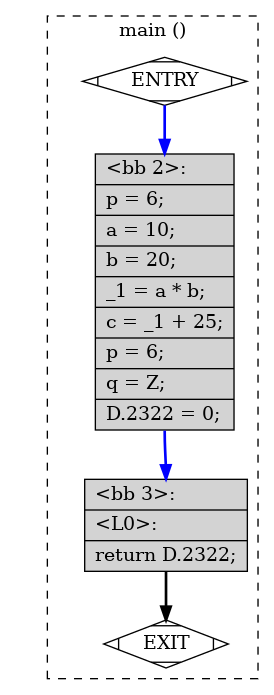 main ()
ENTRY
<bb 2>:
p = 6;
a = 10;
b = 20;
_1 = a * b;
c = _1 + 25;
p = 6;
q = Z;
D.2322 = 0;
<bb 3>:
<L0>:
return D.2322;
EXIT